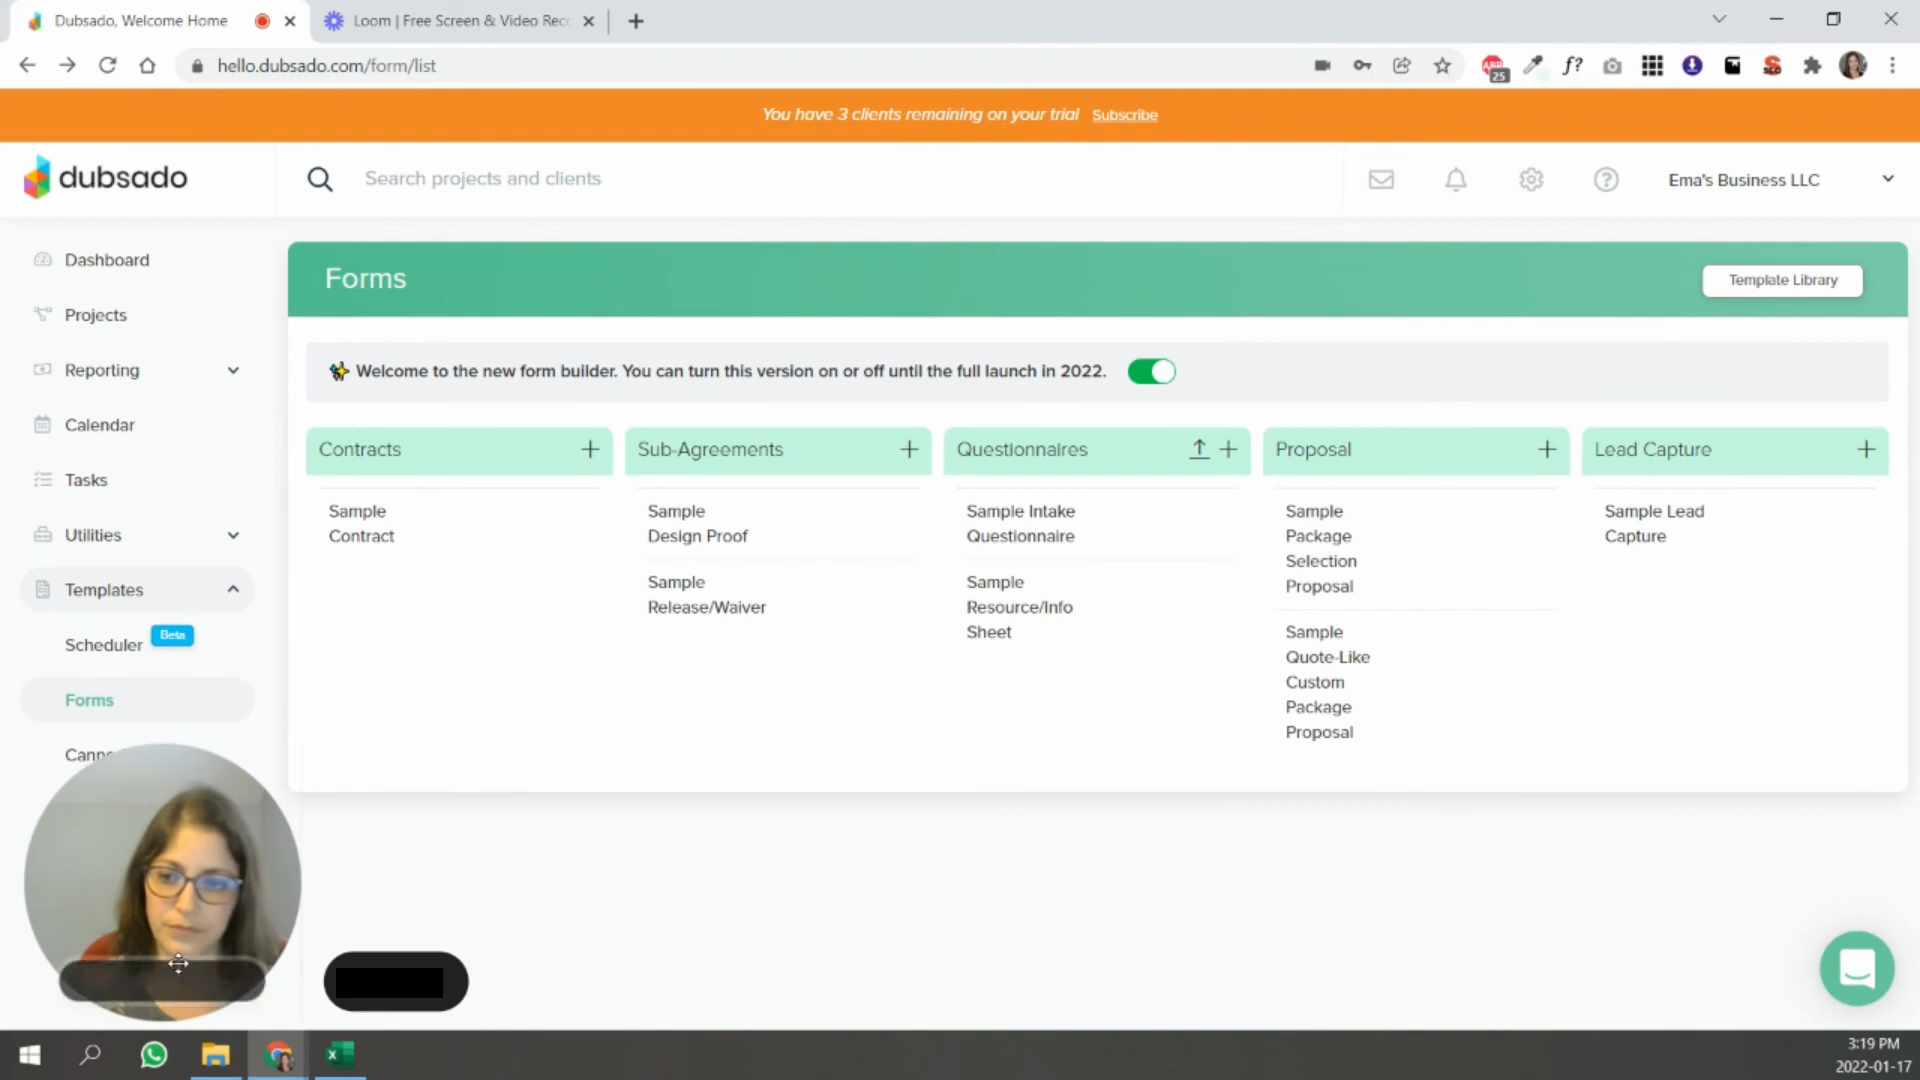 Dubsado, Welcome Home
Loom | Free Screen & Video Rec
hello.dubsado.com/form/list
ABP
25
f?
You have 3 clients remaining on your trial Subscribe
dubsado
Search projects and clients
Ema's Business LLC
Dashboard
Projects
Reporting
Calendar
Tasks
Utilities
Templates
Scheduler Beta
Forms
Forms
Template Library
Welcome to the new form builder. You can turn this version on or off until the full launch in 2022.
Contracts
Sample
Contract
Sub-Agreements
Sample
Design Proof
Sample
Release/Waiver
Questionnaires
Sample Intake
Questionnaire
Sample
Resource/Info
Sheet
Proposal
Sample
Package
Selection
Proposal
Sample
Quote-Like
Custom
Package
Proposal
Lead Capture
Sample Lead
Capture
3:19 PM
2022-01-17